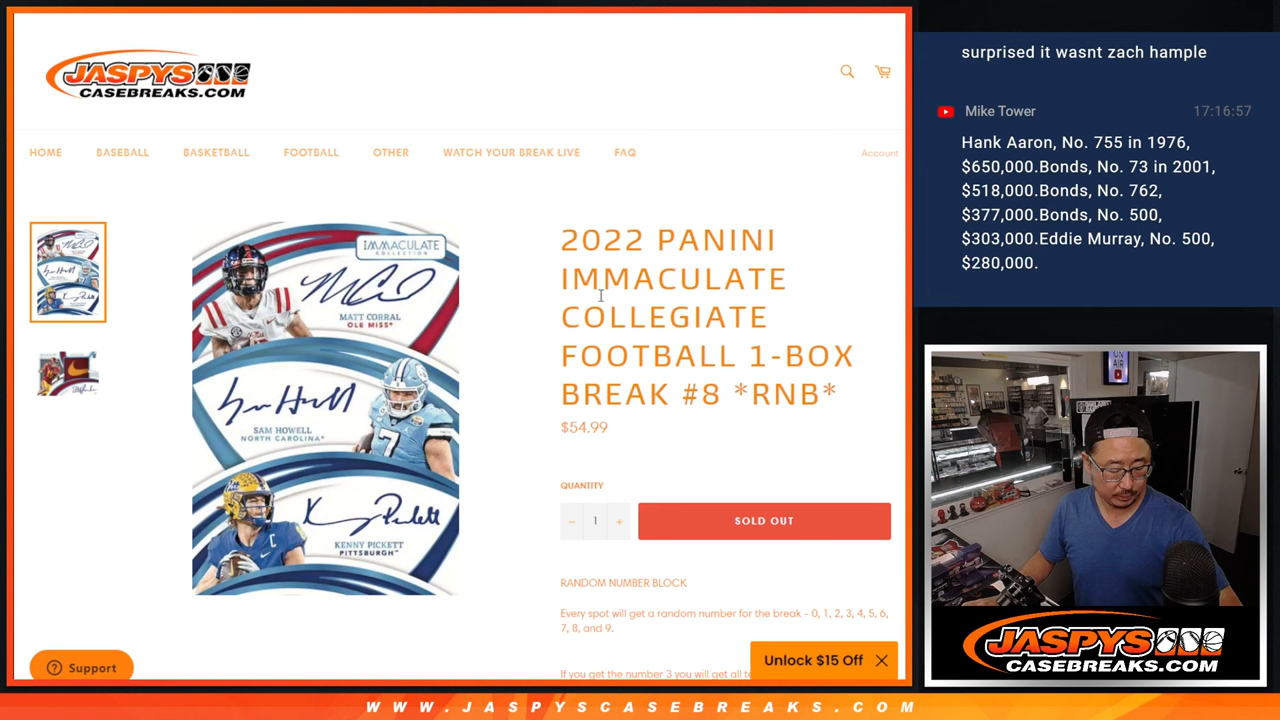 JASPYS
CASEBREAKS.COM
HOME BASEBALL BASKETBALL FOOTBALL OTHER WATCH YOUR BREAK LIVE FAQ Account
IMMACULATE
COLLECTION
MATT CORRAL
OLE MISS*
SAM HOWELL
NORTH CAROLINA*
7
KENNY PICKETT
PITTSBURGH™
2022 PANINI
IMMACULATE
COLLEGIATE
FOOTBALL 1-BOX
BREAK #8 *RNB*
$54.99
QUANTITY
− 1 +
SOLD OUT
RANDOM NUMBER BLOCK
Every spot will get a random number for the break - 0, 1, 2, 3, 4, 5, 6,
7, 8, and 9.
If you get the number 3 you will get all
Support
Unlock $15 Off
surprised it wasnt zach hample
Mike Tower 17:16:57
Hank Aaron, No. 755 in 1976,
$650,000.Bonds, No. 73 in 2001,
$518,000.Bonds, No. 762,
$377,000.Bonds, No. 500,
$303,000.Eddie Murray, No. 500,
$280,000.
ON
AIR
JASPYS
CASEBREAKS.COM
WWW.JASPYSCASEBREAKS.COM